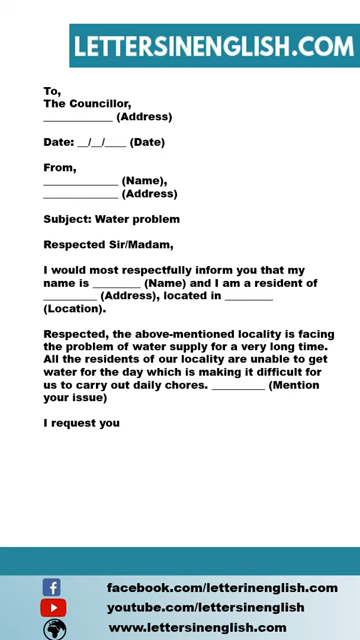 LETTERSINENGLISH.COM
To,
The Councillor,
_____________ (Address)
Date: __/__/____ (Date)
From,
______________ (Name),
______________ (Address)
Subject: Water problem
Respected Sir/Madam,
I would most respectfully inform you that my
name is _________ (Name) and I am a resident of
__________ (Address), located in _________
(Location).
Respected, the above-mentioned locality is facing
the problem of water supply for a very long time.
All the residents of our locality are unable to get
water for the day which is making it difficult for
us to carry out daily chores. __________ (Mention
your issue)
I request you
facebook.com/letterinenglish.com
youtube.com/lettersinenglish
www.lettersinenglish.com